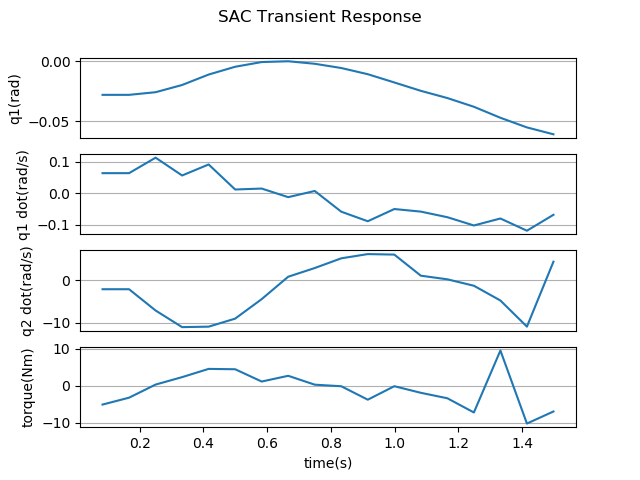 SAC Transient Response
q1(rad)
0.00
−0.05
q1 dot(rad/s)
0.1
0.0
−0.1
q2 dot(rad/s)
0
−10
torque(Nm)
10
0
−10
0.2 0.4 0.6 0.8 1.0 1.2 1.4
time(s)